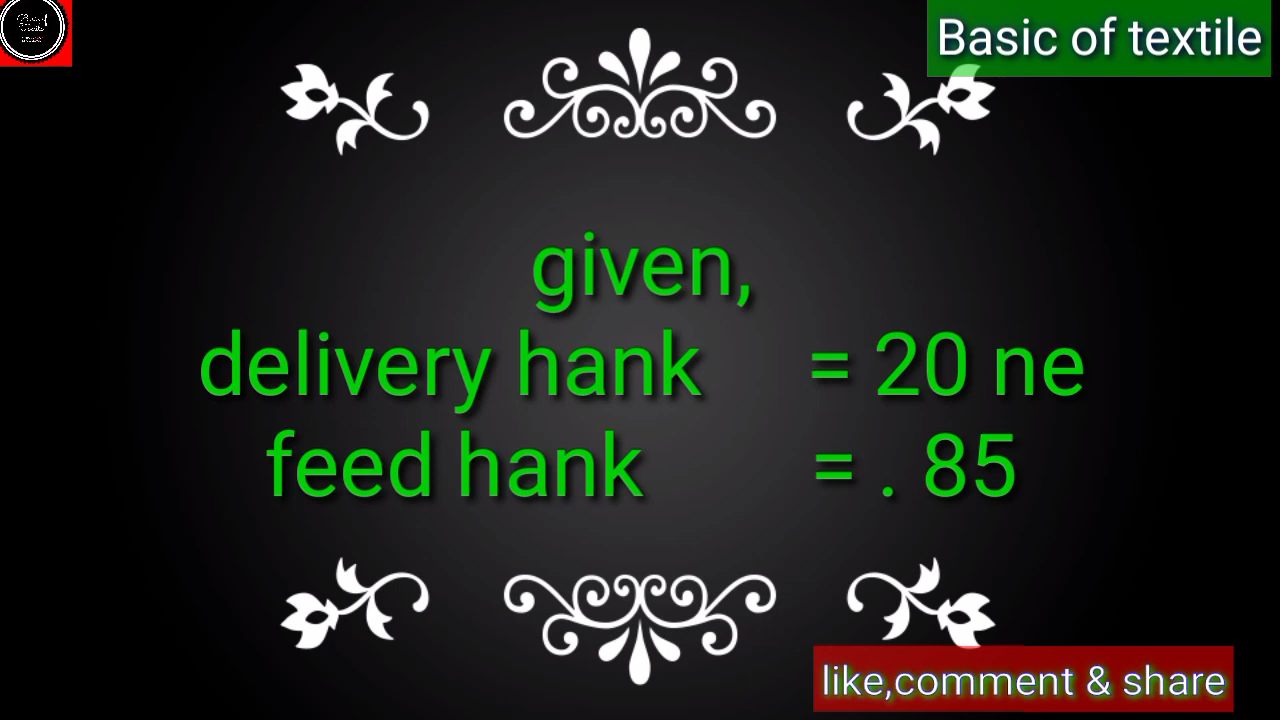 Basic of textile
given,
delivery hank = 20 ne
feed hank = . 85
like,comment & share